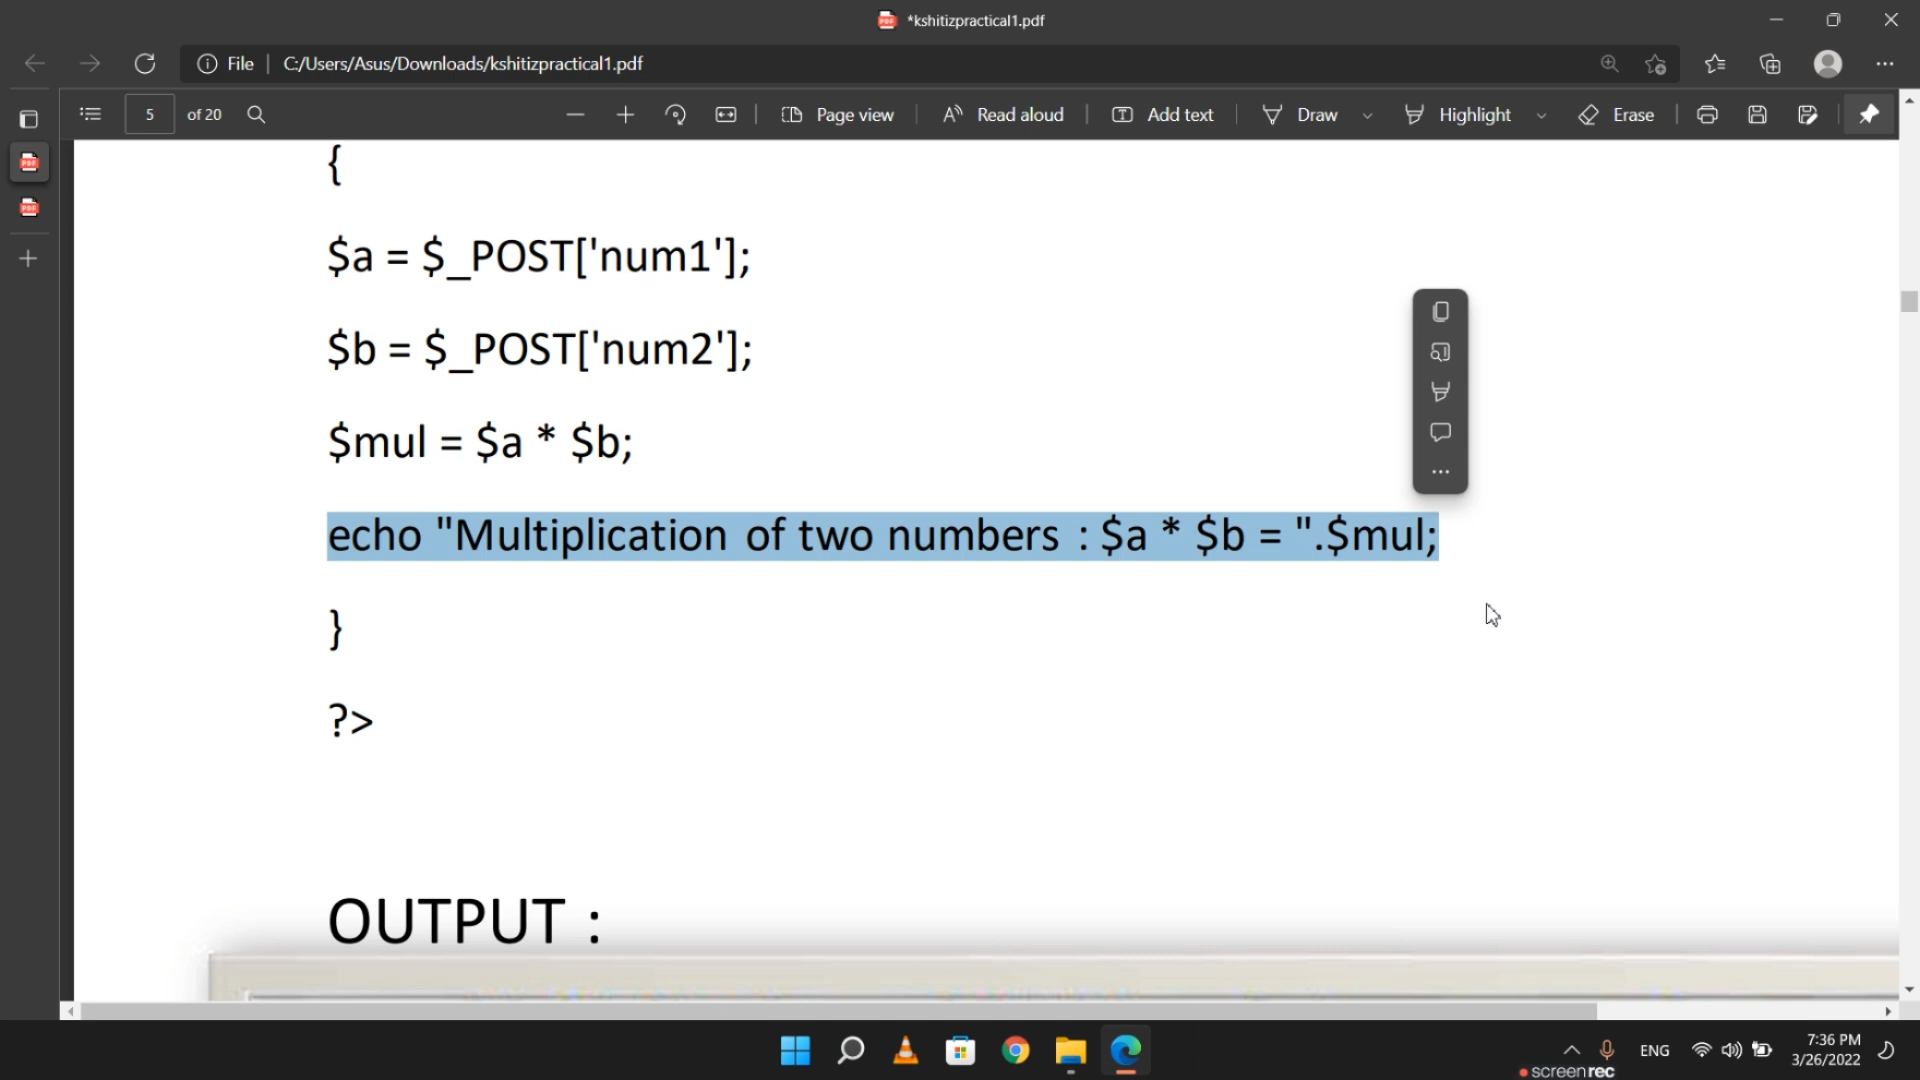 *kshitizpractical1.pdf
File
C:/Users/Asus/Downloads/kshitizpractical1.pdf
5
of 20
Page view
Read aloud
Add text
Draw
Highlight
Erase
{
$a = $_POST['num1'];
$b = $_POST['num2'];
$mul = $a * $b;
echo "Multiplication of two numbers : $a * $b = ".$mul;
}
?>
OUTPUT :
ENG
7:36 PM
3/26/2022
screenrec